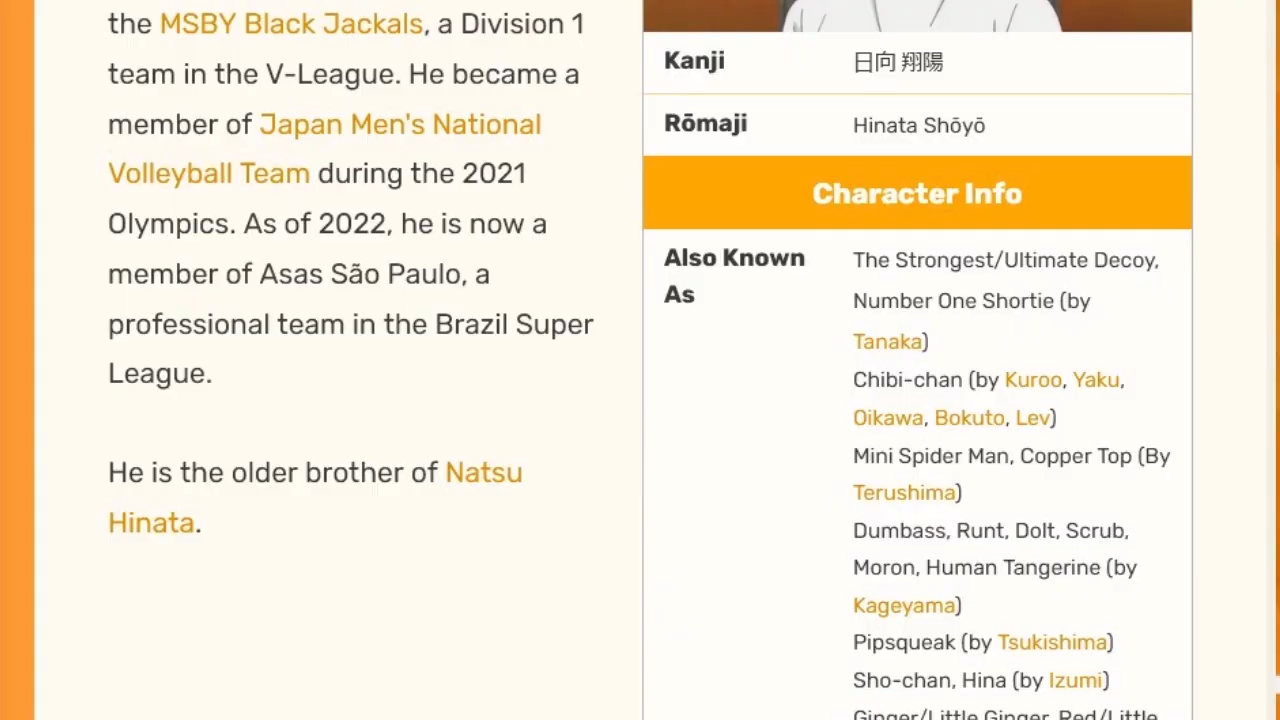 the MSBY Black Jackals, a Division 1
team in the V-League. He became a
member of Japan Men's National
Volleyball Team during the 2021
Olympics. As of 2022, he is now a
member of Asas São Paulo, a
professional team in the Brazil Super
League.
He is the older brother of Natsu
Hinata.
Kanji 日向 翔陽
Rōmaji Hinata Shōyō
Character Info
Also Known As
The Strongest/Ultimate Decoy,
Number One Shortie (by
Tanaka)
Chibi-chan (by Kuroo, Yaku,
Oikawa, Bokuto, Lev)
Mini Spider Man, Copper Top (By
Terushima)
Dumbass, Runt, Dolt, Scrub,
Moron, Human Tangerine (by
Kageyama)
Pipsqueak (by Tsukishima)
Sho-chan, Hina (by Izumi)
Ginger/Little Ginger, Red/Little